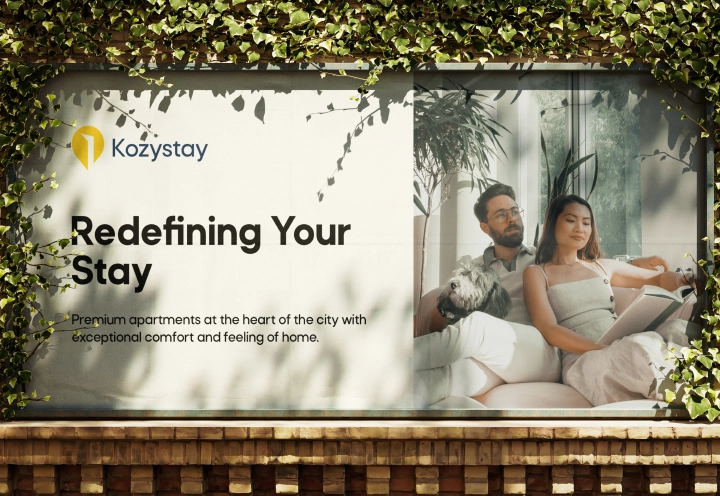 Kozystay
Redefining Your
Stay
Premium apartments at the heart of the city with
exceptional comfort and feeling of home.